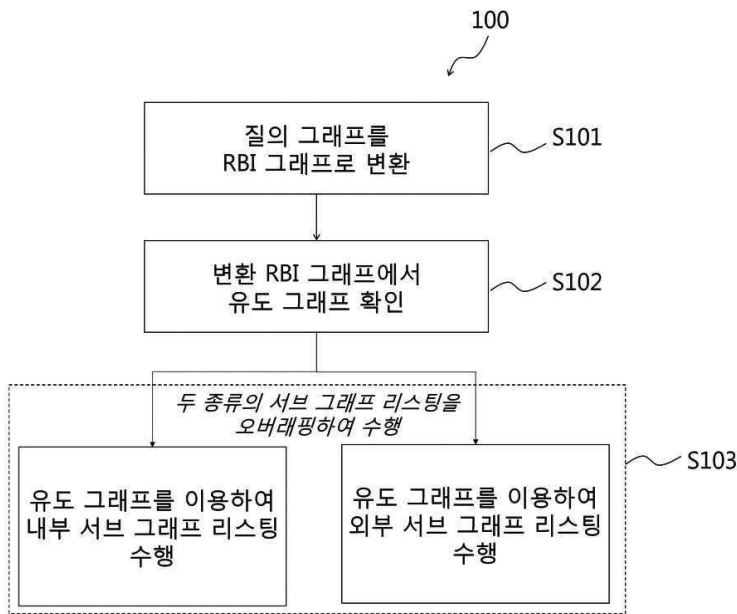 100
질의 그래프를
RBI 그래프로 변환
S101
변환 RBI 그래프에서
유도 그래프 확인
S102
두 종류의 서브 그래프 리스팅을
오버래핑하여 수행
S103
유도 그래프를 이용하여
내부 서브 그래프 리스팅
수행
유도 그래프를 이용하여
외부 서브 그래프 리스팅
수행